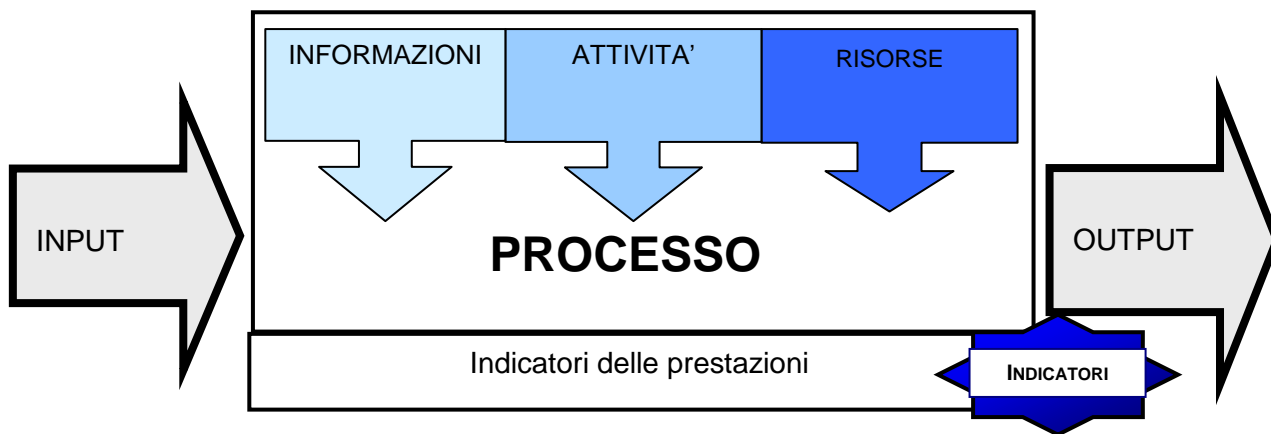 INFORMAZIONI
ATTIVITA'
RISORSE
INPUT
PROCESSO
OUTPUT
Indicatori delle prestazioni
INDICATORI